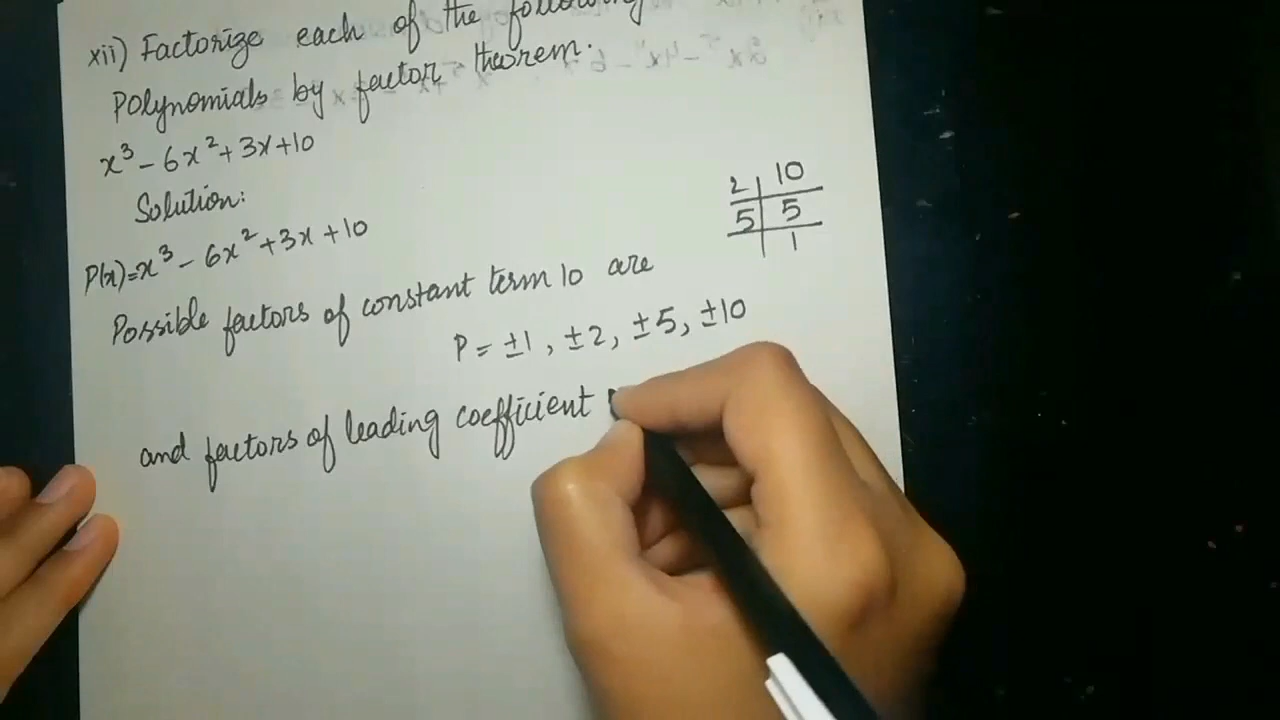 xii) Factorize each of the following
Polynomials by factor theorem.
x³ - 6x² + 3x + 10
Solution:
P(x) = x³ - 6x² + 3x + 10
Possible factors of constant term 10 are
P = ±1, ±2, ±5, ±10
and factors of leading coefficient
2 | 10
5 | 5
| 1